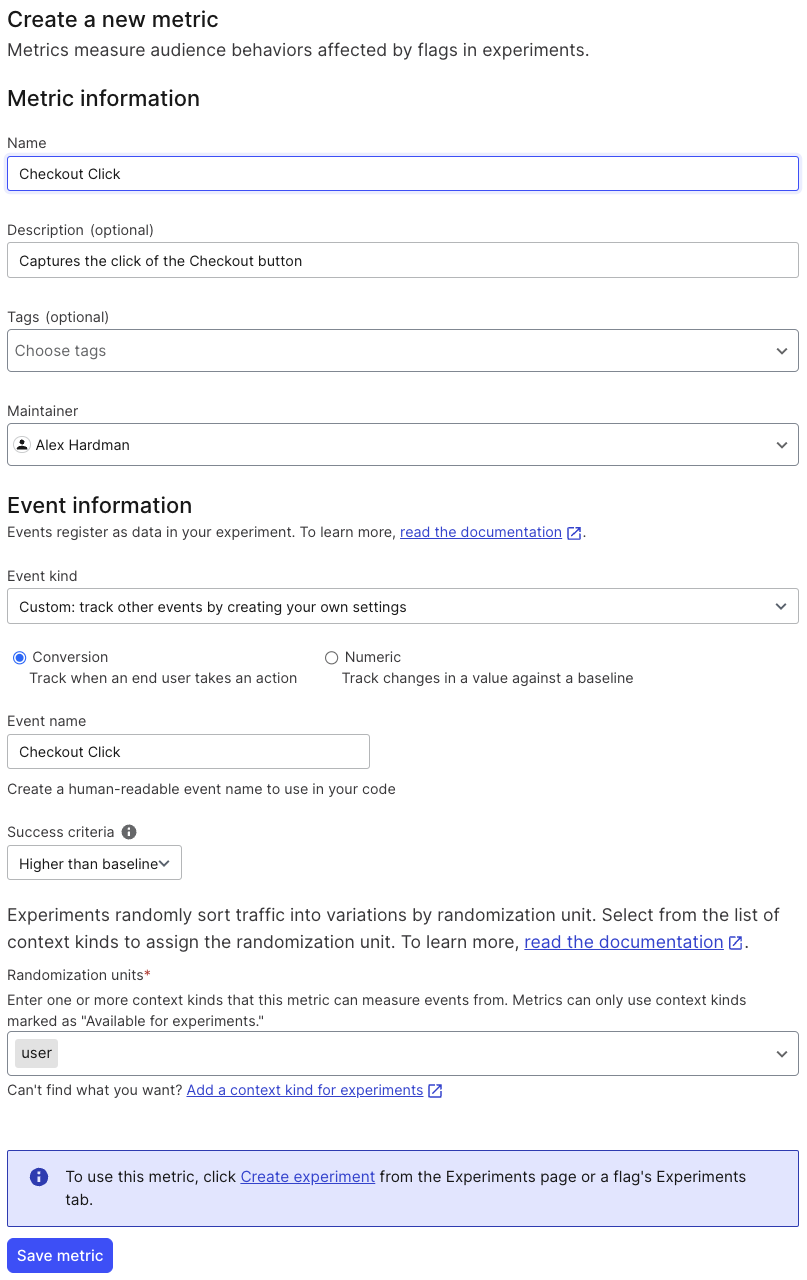 Create a new metric
Metrics measure audience behaviors affected by flags in experiments.
Metric information
Name
Checkout Click
Description (optional)
Captures the click of the Checkout button
Tags (optional)
Choose tags
Maintainer
Alex Hardman
Event information
Events register as data in your experiment. To learn more, read the documentation.
Event kind
Custom: track other events by creating your own settings
Conversion
Track when an end user takes an action
Numeric
Track changes in a value against a baseline
Event name
Checkout Click
Create a human-readable event name to use in your code
Success criteria
Higher than baseline
Experiments randomly sort traffic into variations by randomization unit. Select from the list of
context kinds to assign the randomization unit. To learn more, read the documentation.
Randomization units*
Enter one or more context kinds that this metric can measure events from. Metrics can only use context kinds
marked as "Available for experiments."
user
Can't find what you want? Add a context kind for experiments
To use this metric, click Create experiment from the Experiments page or a flag's Experiments
tab.
Save metric